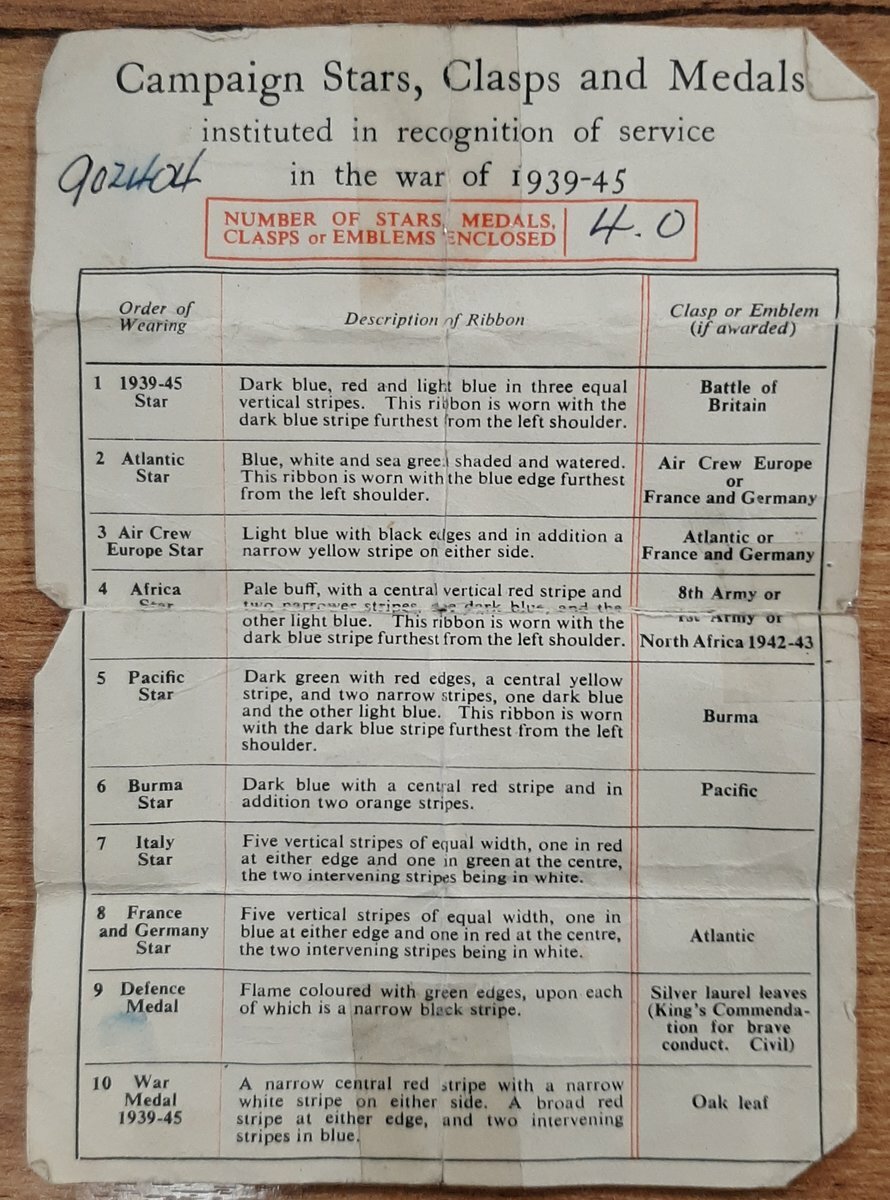 Campaign Stars, Clasps and Medals
instituted in recognition of service
in the war of 1939-45
902404
NUMBER OF STARS, MEDALS,
CLASPS or EMBLEMS ENCLOSED
4.0
Order of
Wearing
Description of Ribbon
Clasp or Emblem
(if awarded)
1 1939-45
Star
Dark blue, red and light blue in three equal
vertical stripes. This ribbon is worn with the
dark blue stripe furthest from the left shoulder.
Battle of
Britain
2 Atlantic
Star
Blue, white and sea green shaded and watered.
This ribbon is worn with the blue edge furthest
from the left shoulder.
Air Crew Europe
or
France and Germany
3 Air Crew
Europe Star
Light blue with black edges and in addition a
narrow yellow stripe on either side.
Atlantic or
France and Germany
4 Africa
Star
Pale buff, with a central vertical red stripe and
two narrower stripes, one dark blue, and the
other light blue. This ribbon is worn with the
dark blue stripe furthest from the left shoulder.
8th Army or
1st Army or
North Africa 1942-43
5 Pacific
Star
Dark green with red edges, a central yellow
stripe, and two narrow stripes, one dark blue
and the other light blue. This ribbon is worn
with the dark blue stripe furthest from the left
shoulder.
Burma
6 Burma
Star
Dark blue with a central red stripe and in
addition two orange stripes.
Pacific
7 Italy
Star
Five vertical stripes of equal width, one in red
at either edge and one in green at the centre,
the two intervening stripes being in white.
8 France
and Germany
Star
Five vertical stripes of equal width, one in
blue at either edge and one in red at the centre,
the two intervening stripes being in white.
Atlantic
9 Defence
Medal
Flame coloured with green edges, upon each
of which is a narrow black stripe.
Silver laurel leaves
(King's Commenda-
tion for brave
conduct. Civil)
10 War
Medal
1939-45
A narrow central red stripe with a narrow
white stripe on either side. A broad red
stripe at either edge, and two intervening
stripes in blue.
Oak leaf